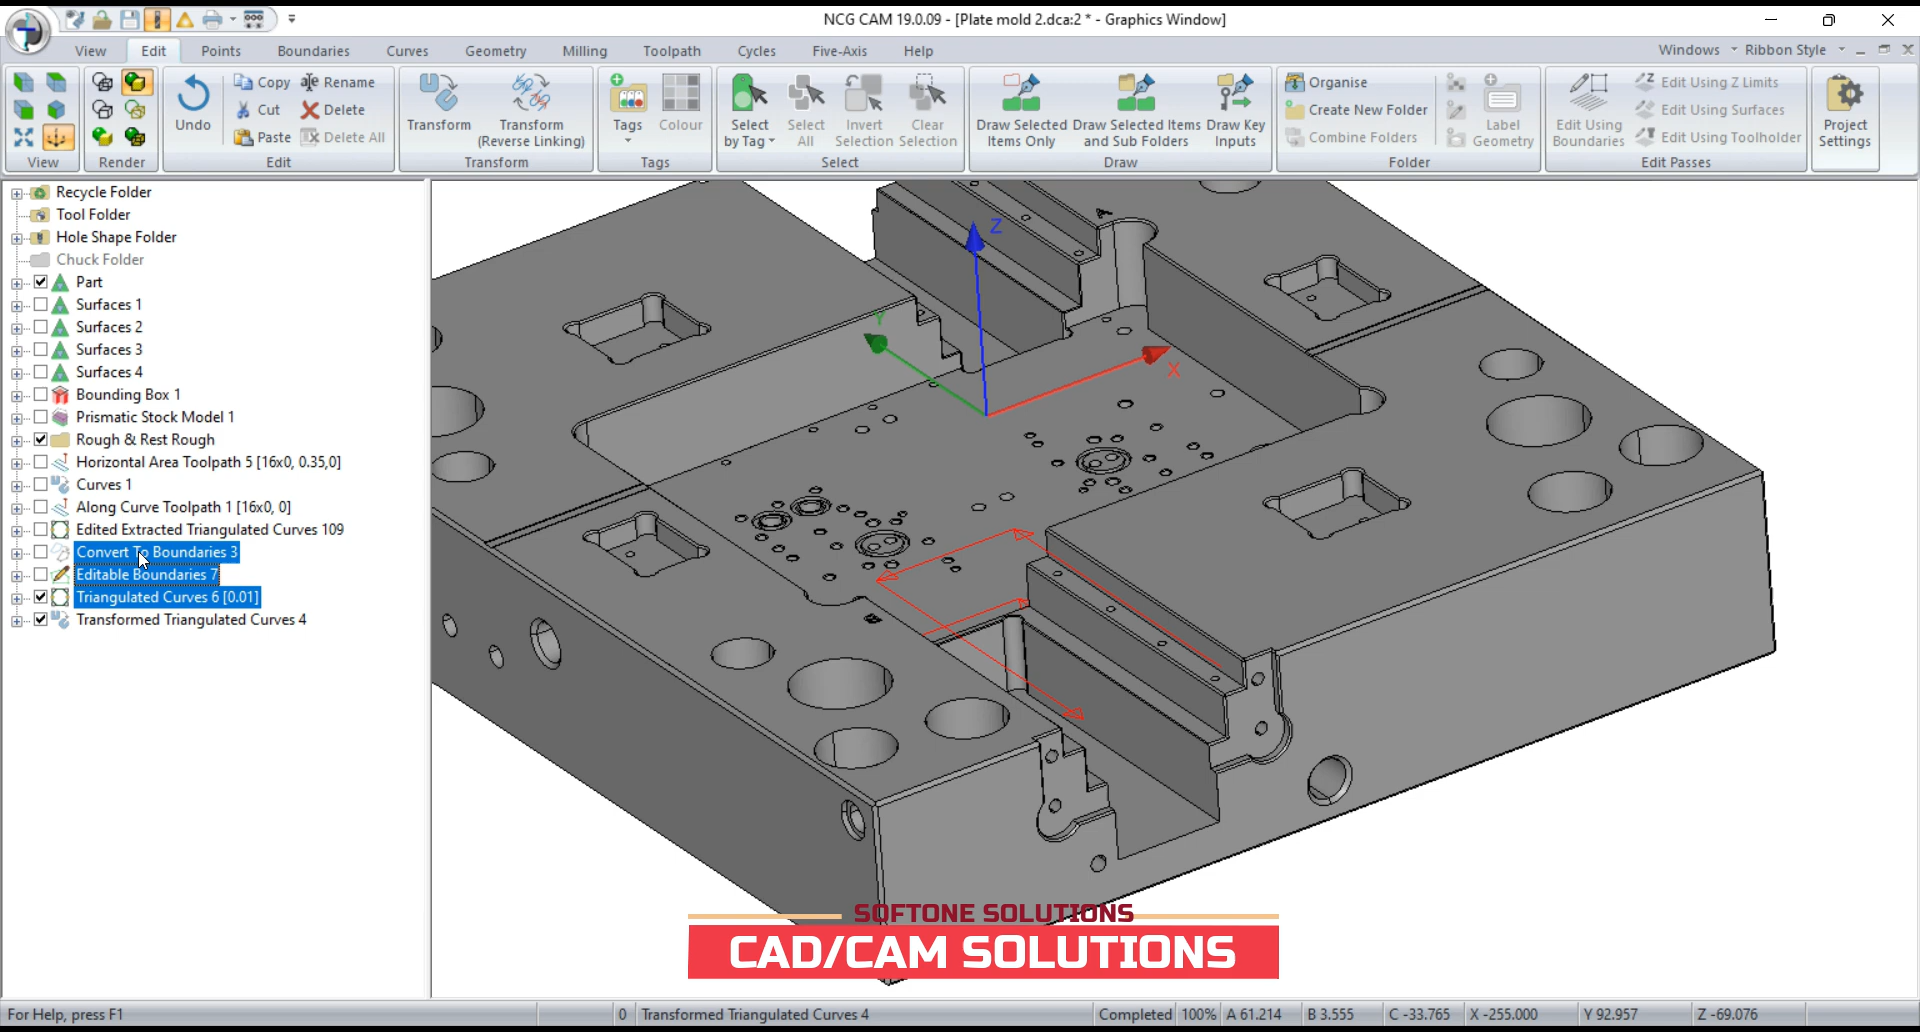 NCG CAM 19.0.09 - [Plate mold 2.dca:2 * - Graphics Window]
View Edit Points Boundaries Curves Geometry Milling Toolpath Cycles Five-Axis Help
Windows Ribbon Style
Undo
Copy
Cut
Paste
Rename
Delete
Delete All
Transform
Transform
(Reverse Linking)
Tags
Colour
Select
by Tag
Select
All
Invert
Selection
Clear
Selection
Draw Selected
Items Only
Draw Selected Items
and Sub Folders
Draw Key
Inputs
Organise
Create New Folder
Combine Folders
Label
Geometry
Edit Using
Boundaries
Edit Using Z Limits
Edit Using Surfaces
Edit Using Toolholder
Project
Settings
View Render Edit Transform Tags Select Draw Folder Edit Passes
Recycle Folder
Tool Folder
Hole Shape Folder
Chuck Folder
Part
Surfaces 1
Surfaces 2
Surfaces 3
Surfaces 4
Bounding Box 1
Prismatic Stock Model 1
Rough & Rest Rough
Horizontal Area Toolpath 5 [16x0, 0.35,0]
Curves 1
Along Curve Toolpath 1 [16x0, 0]
Edited Extracted Triangulated Curves 109
Convert To Boundaries 3
Editable Boundaries 7
Triangulated Curves 6 [0.01]
Transformed Triangulated Curves 4
Z
Y
X
SOFTONE SOLUTIONS
CAD/CAM SOLUTIONS
For Help, press F1
0 Transformed Triangulated Curves 4
Completed 100% A 61.214 B 3.555 C -33.765 X -255.000 Y 92.957 Z -69.076